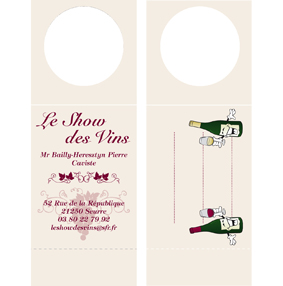 Le Show
des Vins
Mr Bailly-Heresztyn Pierre
Caviste
52 Rue de la République
21250 Seurre
03 80 22 79 92
leshowdesvins@sfr.fr